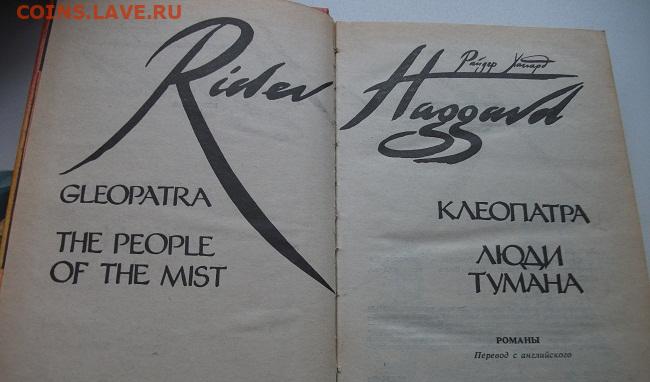 COINS.LAVE.RU
Rider
GLEOPATRA
THE PEOPLE
OF THE MIST
Райдер Хаггард
Haggard
КЛЕОПАТРА
ЛЮДИ
ТУМАНА
РОМАНЫ
Перевод с английского